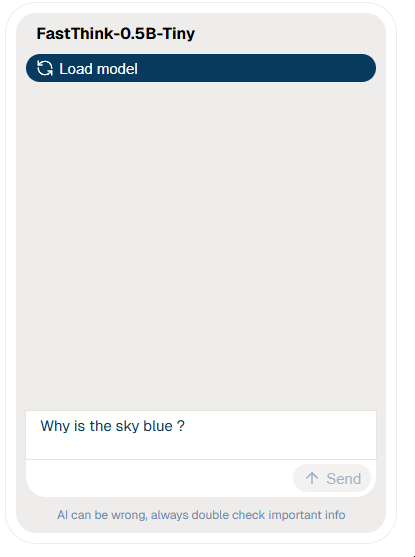 FastThink-0.5B-Tiny
Load model
Why is the sky blue ?
Send
AI can be wrong, always double check important info